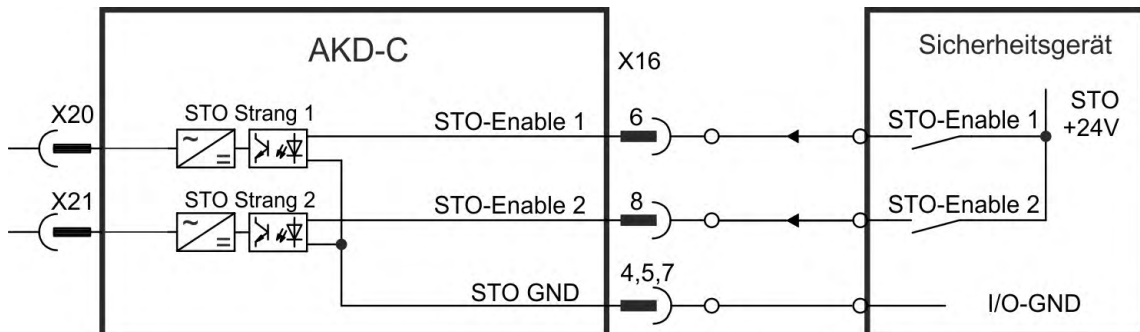 AKD-C
X16
Sicherheitsgerät
X20
STO Strang 1
STO-Enable 1
6
STO-Enable 1
STO
+24V
X21
STO Strang 2
STO-Enable 2
8
STO-Enable 2
STO GND
4,5,7
I/O-GND